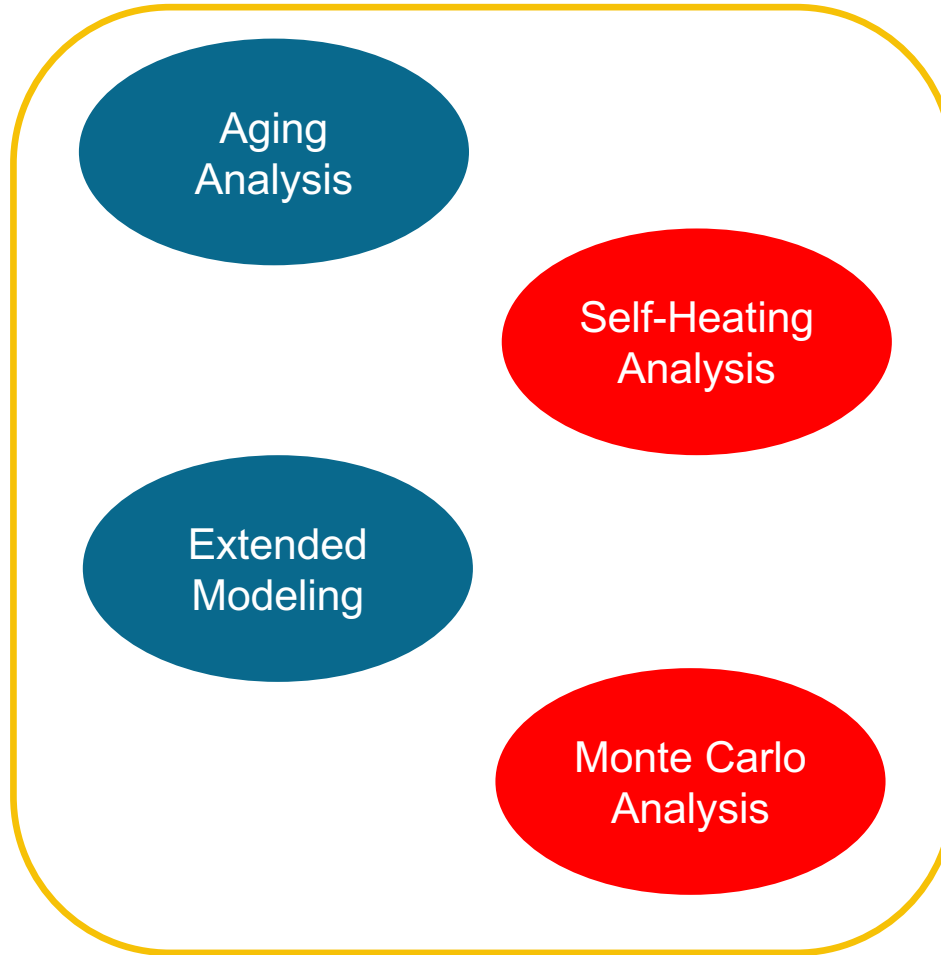 Aging
Analysis
Self-Heating
Analysis
Extended
Modeling
Monte Carlo
Analysis